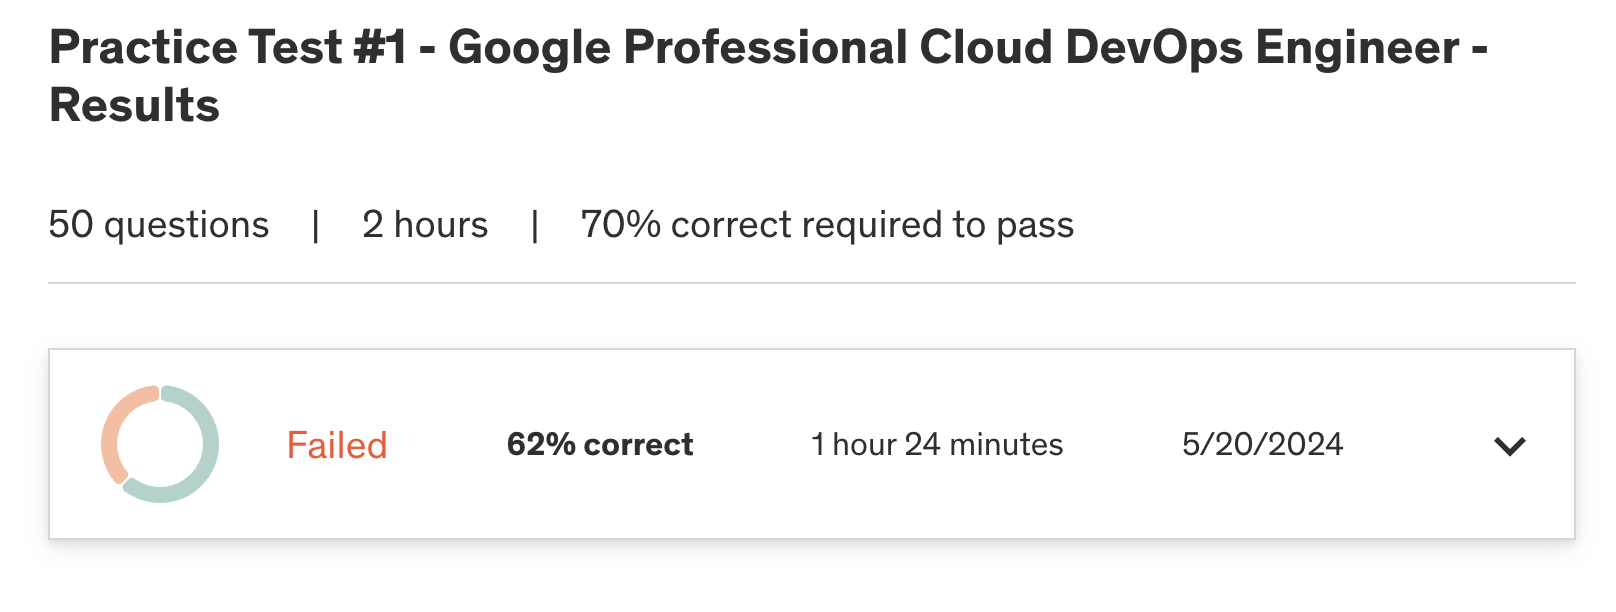 Practice Test #1 - Google Professional Cloud DevOps Engineer -
Results
50 questions | 2 hours | 70% correct required to pass
Failed 62% correct 1 hour 24 minutes 5/20/2024